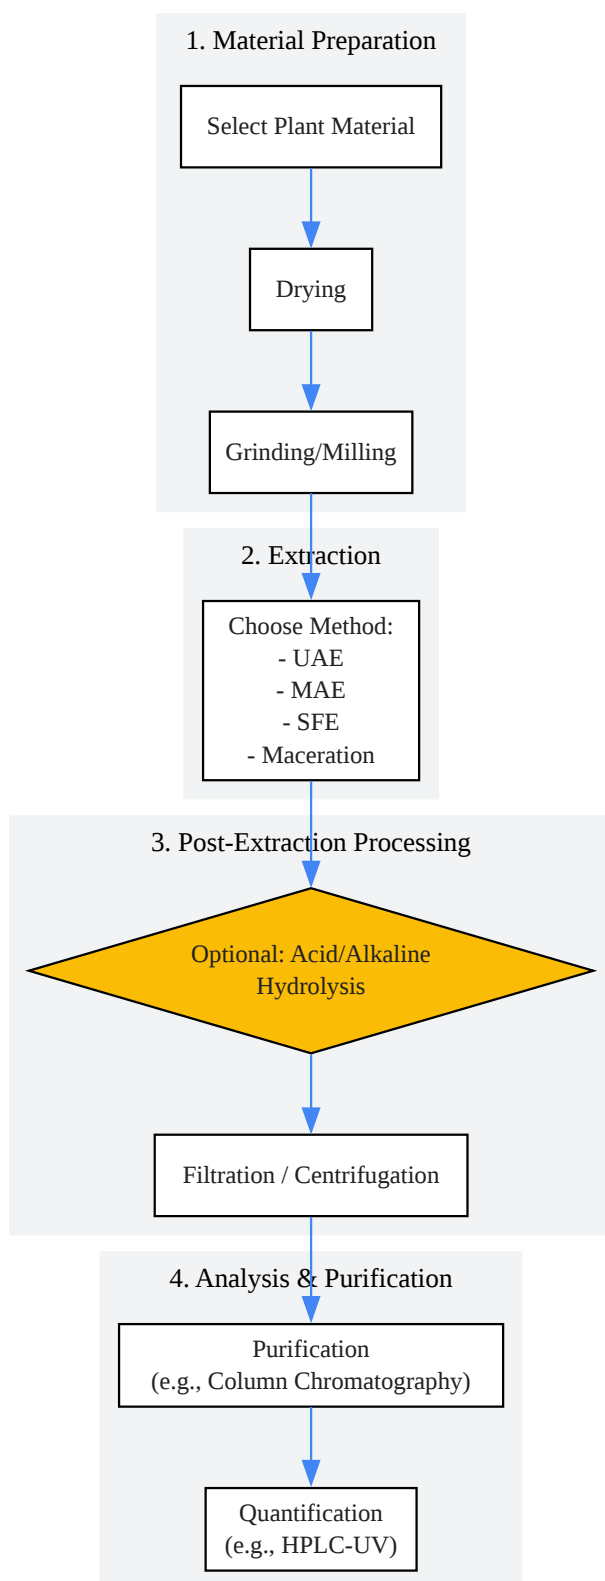 1. Material Preparation
Select Plant Material
Drying
Grinding/Milling
2. Extraction
Choose Method:
- UAE
- MAE
- SFE
- Maceration
3. Post-Extraction Processing
Optional: Acid/Alkaline
Hydrolysis
Filtration / Centrifugation
4. Analysis & Purification
Purification
(e.g., Column Chromatography)
Quantification
(e.g., HPLC-UV)